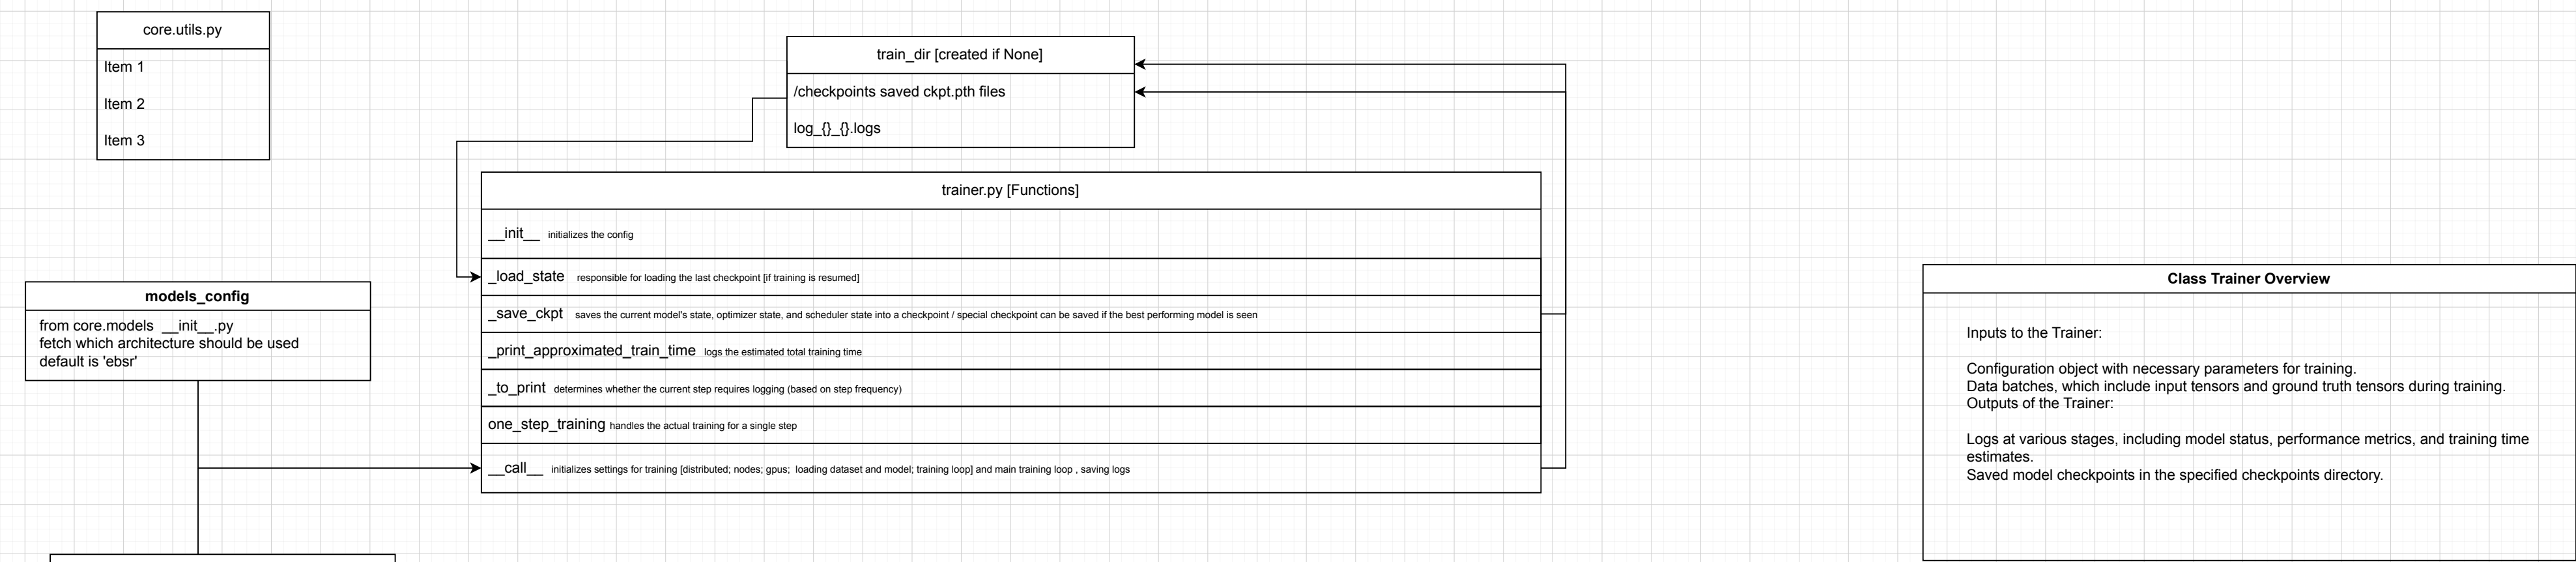 core.utils.py
Item 1
Item 2
Item 3
train_dir [created if None]
/checkpoints saved ckpt.pth files
log_{}_{}.logs
trainer.py [Functions]
__init__ initializes the config
_load_state responsible for loading the last checkpoint [if training is resumed]
_save_ckpt saves the current model's state, optimizer state, and scheduler state into a checkpoint / special checkpoint can be saved if the best performing model is seen
_print_approximated_train_time logs the estimated total training time
_to_print determines whether the current step requires logging (based on step frequency)
one_step_training handles the actual training for a single step
__call__ initializes settings for training [distributed; nodes; gpus; loading dataset and model; training loop] and main training loop , saving logs
models_config
from core.models __init__.py
fetch which architecture should be used
default is 'ebsr'
Class Trainer Overview
Inputs to the Trainer:
Configuration object with necessary parameters for training.
Data batches, which include input tensors and ground truth tensors during training.
Outputs of the Trainer:
Logs at various stages, including model status, performance metrics, and training time
estimates.
Saved model checkpoints in the specified checkpoints directory.